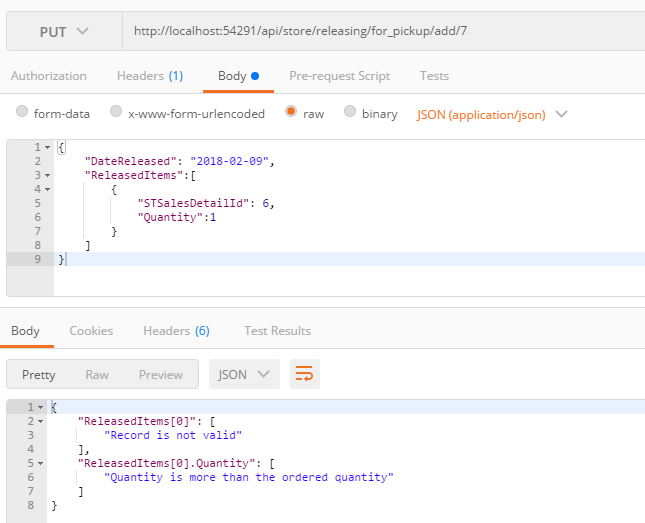 PUT http://localhost:54291/api/store/releasing/for_pickup/add/7
Authorization Headers (1) Body Pre-request Script Tests
form-data x-www-form-urlencoded raw binary JSON (application/json)
1 {
2 "DateReleased": "2018-02-09",
3 "ReleasedItems":[
4 {
5 "STSalesDetailId": 6,
6 "Quantity":1
7 }
8 ]
9 }
Body Cookies Headers (6) Test Results
Pretty Raw Preview JSON
1 {
2 "ReleasedItems[0]": [
3 "Record is not valid"
4 ],
5 "ReleasedItems[0].Quantity": [
6 "Quantity is more than the ordered quantity"
7 ]
8 }